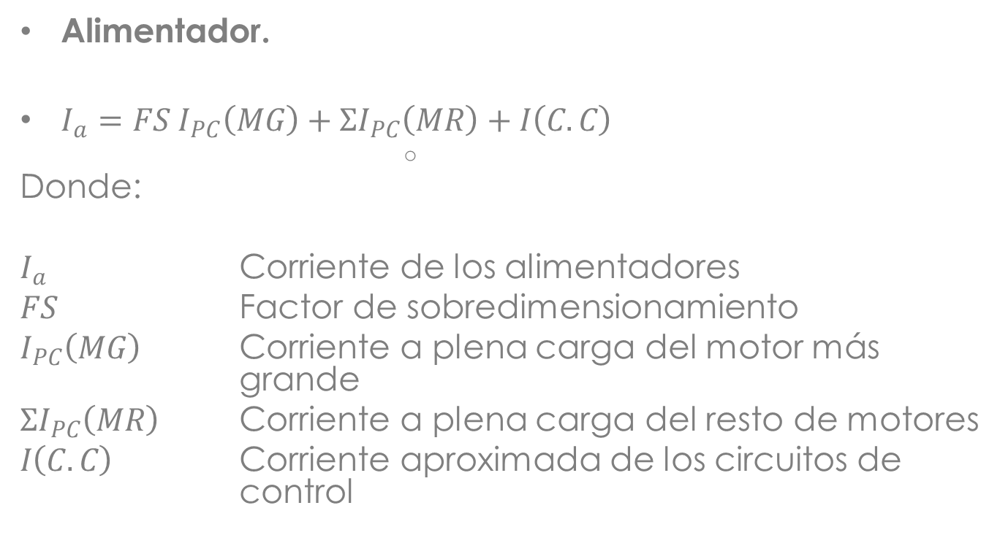 • Alimentador.
• I_a = FS I_PC(MG) + ΣI_PC(MR) + I(C.C)
Donde:
I_a Corriente de los alimentadores
FS Factor de sobredimensionamiento
I_PC(MG) Corriente a plena carga del motor más
grande
ΣI_PC(MR) Corriente a plena carga del resto de motores
I(C.C) Corriente aproximada de los circuitos de
control